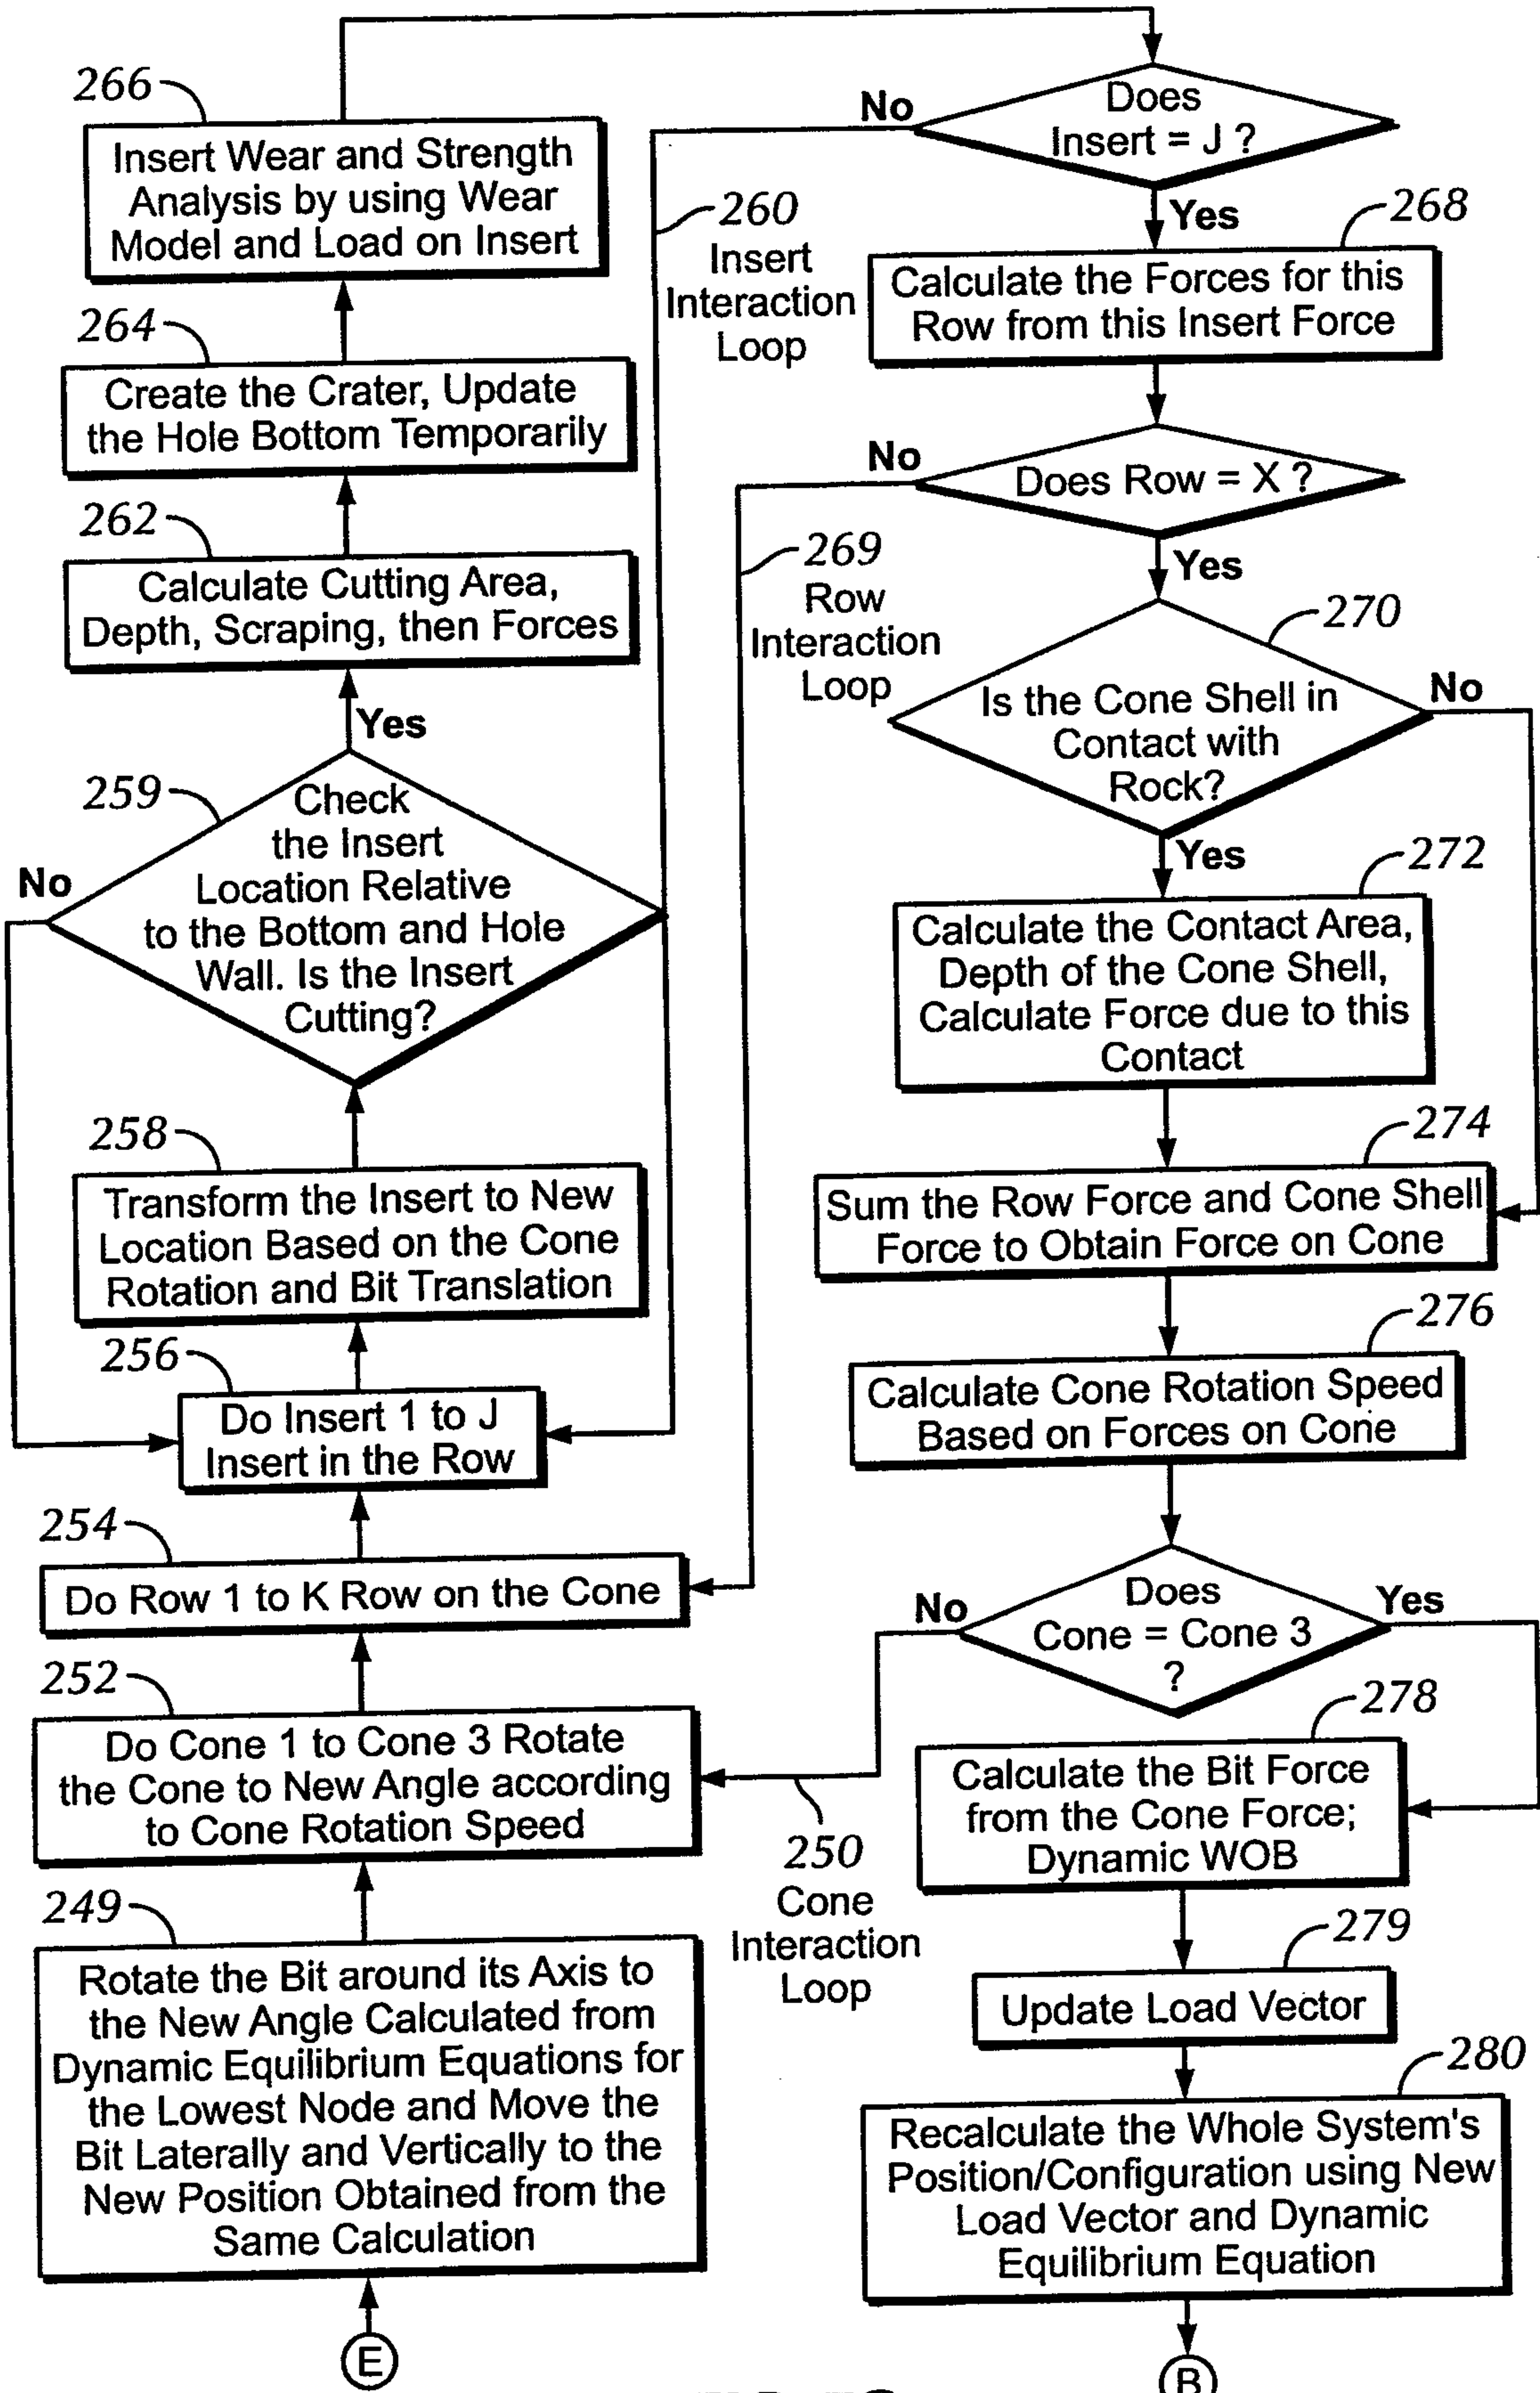 266
Insert Wear and Strength
Analysis by using Wear
Model and Load on Insert
264
Create the Crater, Update
the Hole Bottom Temporarily
262
Calculate Cutting Area,
Depth, Scraping, then Forces
Yes
259
Check
the Insert
Location Relative
to the Bottom and Hole
Wall. Is the Insert
Cutting?
No
258
Transform the Insert to New
Location Based on the Cone
Rotation and Bit Translation
256
Do Insert 1 to J
Insert in the Row
254
Do Row 1 to K Row on the Cone
252
Do Cone 1 to Cone 3 Rotate
the Cone to New Angle according
to Cone Rotation Speed
249
Rotate the Bit around its Axis to
the New Angle Calculated from
Dynamic Equilibrium Equations for
the Lowest Node and Move the
Bit Laterally and Vertically to the
New Position Obtained from the
Same Calculation
E
No
Does
Insert = J ?
Yes
260
Insert
Interaction
Loop
268
Calculate the Forces for this
Row from this Insert Force
No
Does Row = X ?
Yes
269
Row
Interaction
Loop
270
Is the Cone Shell in
Contact with
Rock?
No
Yes
272
Calculate the Contact Area,
Depth of the Cone Shell,
Calculate Force due to this
Contact
274
Sum the Row Force and Cone Shell
Force to Obtain Force on Cone
276
Calculate Cone Rotation Speed
Based on Forces on Cone
No
Does
Cone = Cone 3
?
Yes
250
Cone
Interaction
Loop
278
Calculate the Bit Force
from the Cone Force;
Dynamic WOB
279
Update Load Vector
280
Recalculate the Whole System's
Position/Configuration using New
Load Vector and Dynamic
Equilibrium Equation
B